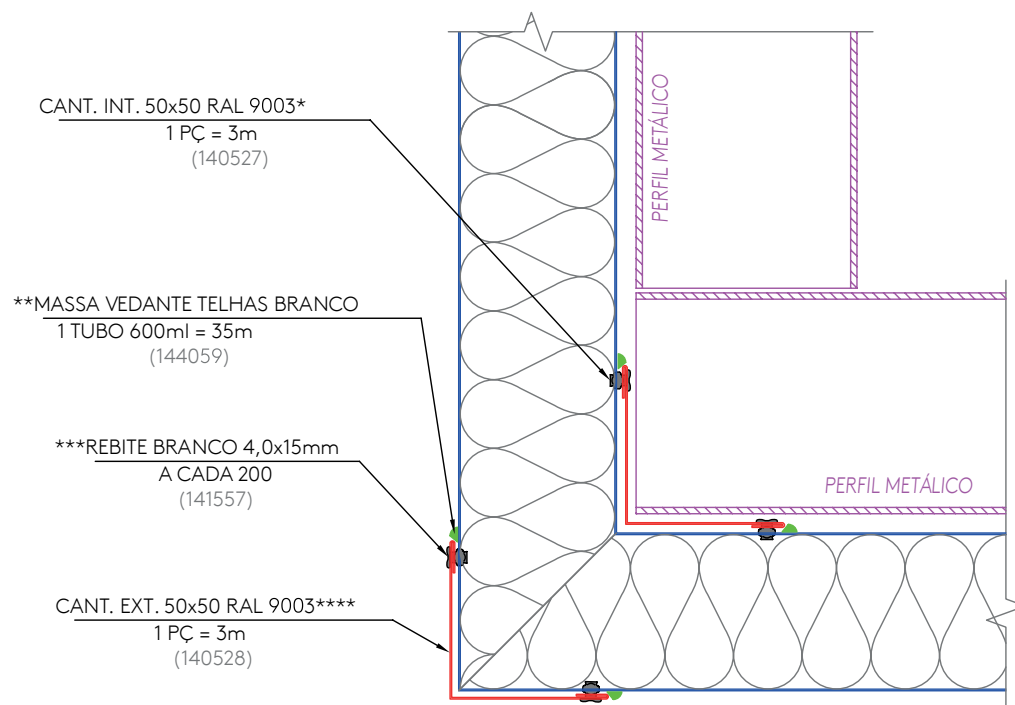 CANT. INT. 50x50 RAL 9003*
1 PÇ = 3m
(140527)
**MASSA VEDANTE TELHAS BRANCO
1 TUBO 600ml = 35m
(144059)
***REBITE BRANCO 4,0x15mm
A CADA 200
(141557)
CANT. EXT. 50x50 RAL 9003****
1 PÇ = 3m
(140528)
PERFIL METÁLICO
PERFIL METÁLICO